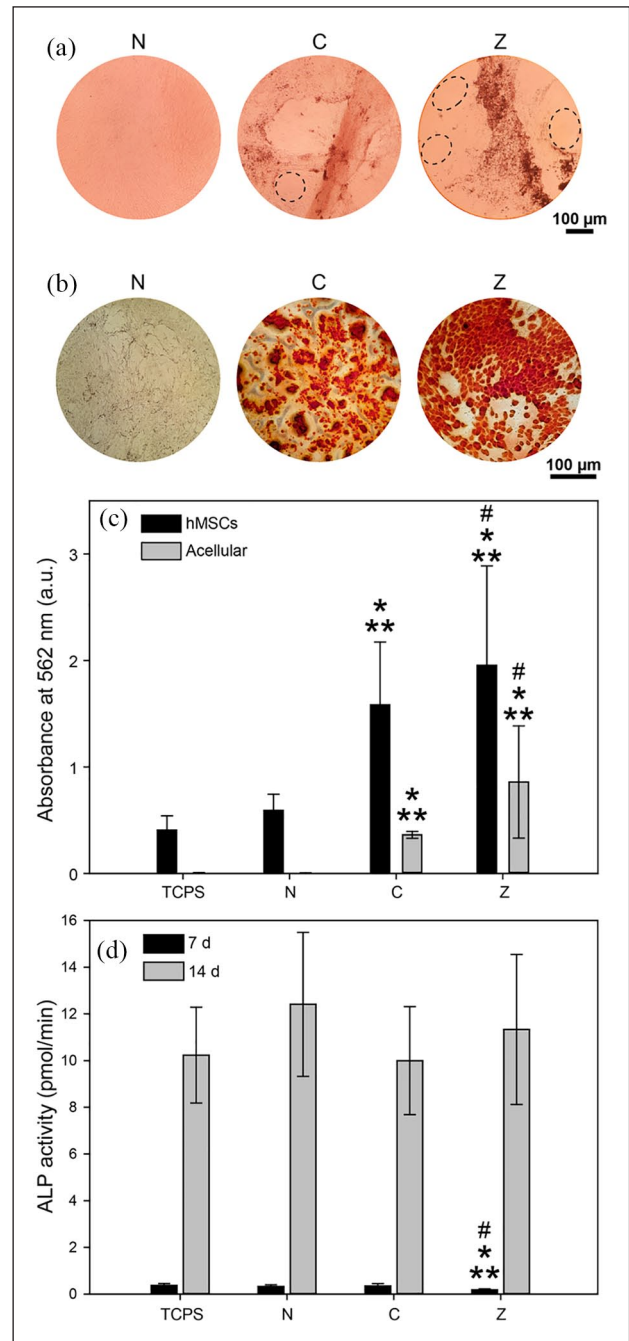 (a)
N C Z
100 µm
(b)
N C Z
100 µm
(c)
hMSCs
Acellular
Absorbance at 562 nm (a.u.)
3
2
1
0
*
**
*
**
#
*
**
#
*
**
TCPS N C Z
(d)
7 d
14 d
ALP activity (pmol/min)
16
14
12
10
8
6
4
2
0
#
*
**
TCPS N C Z